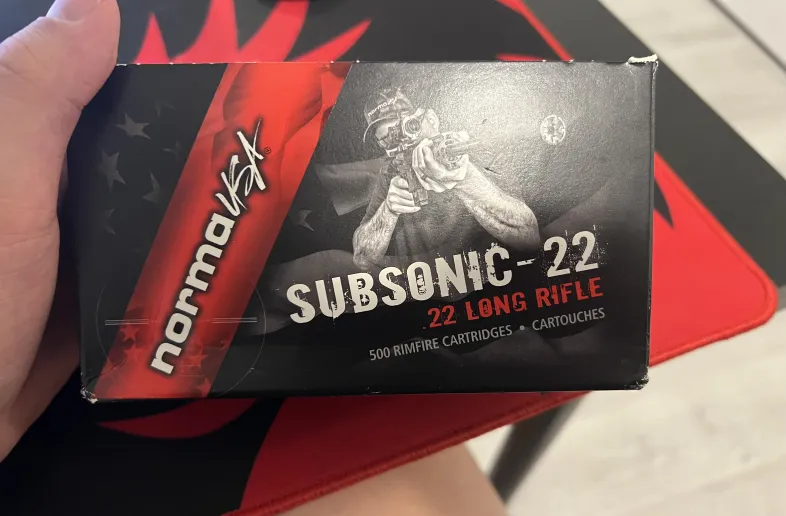 norma USA®
SUBSONIC-22
.22 LONG RIFLE
500 RIMFIRE CARTRIDGES • CARTOUCHES